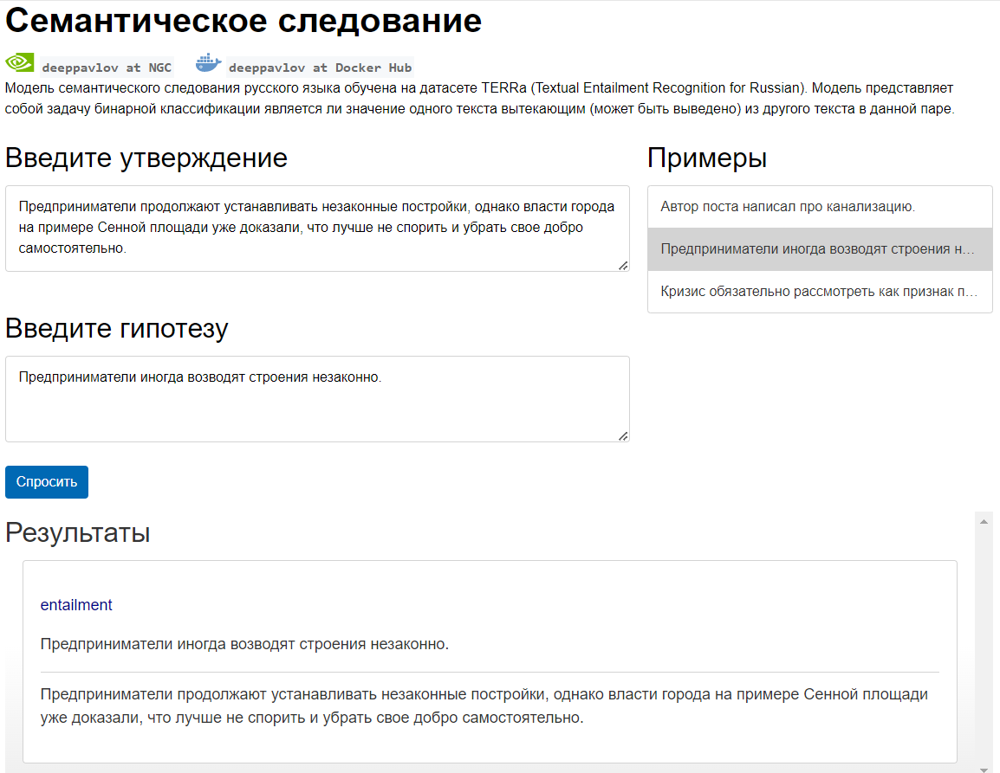 Семантическое следование
deeppavlov at NGC deeppavlov at Docker Hub
Модель семантического следования русского языка обучена на датасете TERRa (Textual Entailment Recognition for Russian). Модель представляет
собой задачу бинарной классификации является ли значение одного текста вытекающим (может быть выведено) из другого текста в данной паре.
Введите утверждение
Предприниматели продолжают устанавливать незаконные постройки, однако власти города
на примере Сенной площади уже доказали, что лучше не спорить и убрать свое добро
самостоятельно.
Введите гипотезу
Предприниматели иногда возводят строения незаконно.
Спросить
Примеры
Автор поста написал про канализацию.
Предприниматели иногда возводят строения н…
Кризис обязательно рассмотреть как признак п…
Результаты
entailment
Предприниматели иногда возводят строения незаконно.
Предприниматели продолжают устанавливать незаконные постройки, однако власти города на примере Сенной площади
уже доказали, что лучше не спорить и убрать свое добро самостоятельно.